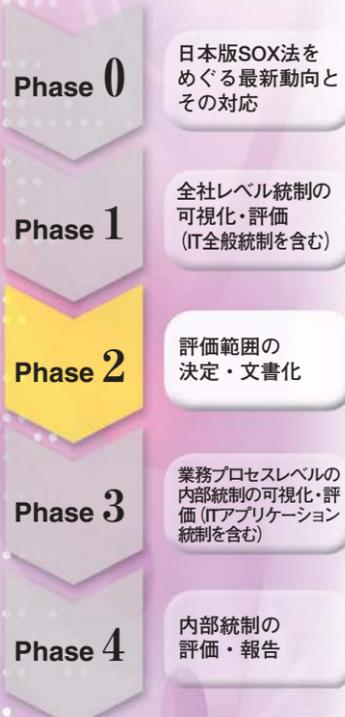 Phase 0
日本版SOX法を
めぐる最新動向と
その対応
Phase 1
全社レベル統制の
可視化・評価
(IT全般統制を含む)
Phase 2
評価範囲の
決定・文書化
Phase 3
業務プロセスレベルの
内部統制の可視化・評
価(ITアプリケーション
統制を含む)
Phase 4
内部統制の
評価・報告